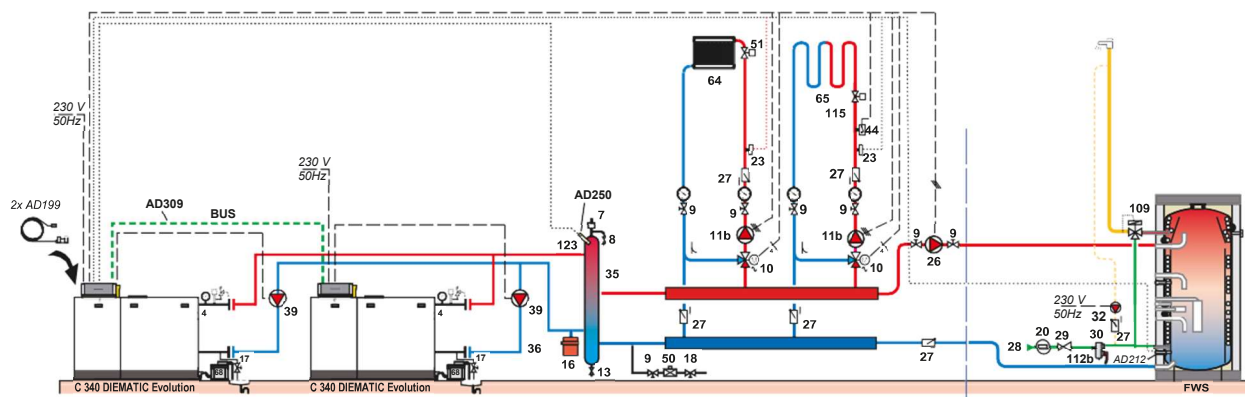 51
64
65
115
44
23
23
230 V
50Hz
27
27
230 V
50Hz
2x AD199
AD309
BUS
AD250
7
8
123
35
9
9
9
9
109
11b
11b
9
9
10
10
26
4
39
4
39
230 V
50Hz
32
27
27
27
20
29
30
28
17
17
36
16
9
50
18
27
112b
AD212
68
68
13
C 340 DIEMATIC Evolution
C 340 DIEMATIC Evolution
FWS